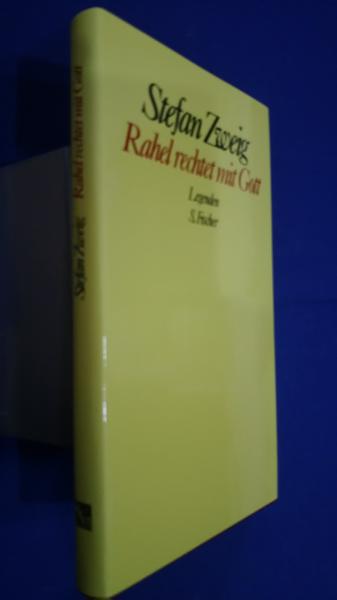 Stefan Zweig
Rahel rechtet mit Gott
Legenden
S. Fischer
Stefan Zweig Rahel rechtet mit Gott